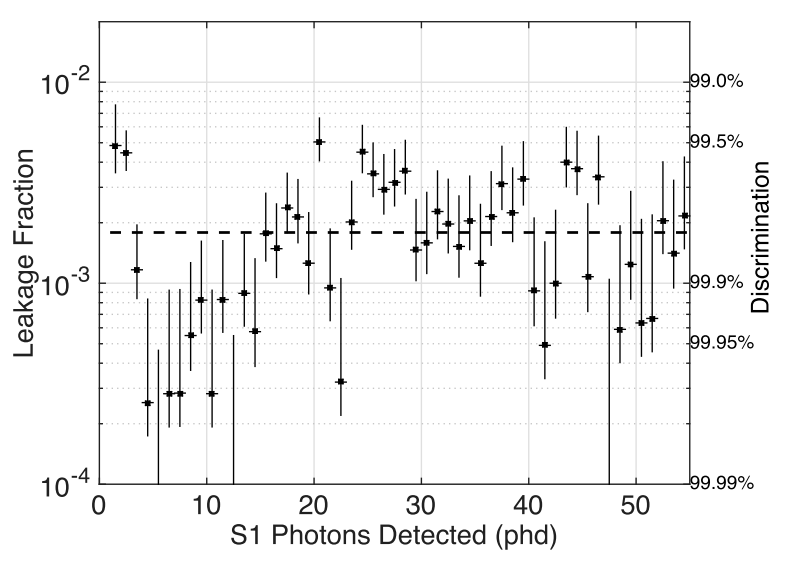 10^-2
10^-3
10^-4
Leakage Fraction
99.0%
99.5%
99.9%
99.95%
99.99%
Discrimination
0 10 20 30 40 50
S1 Photons Detected (phd)